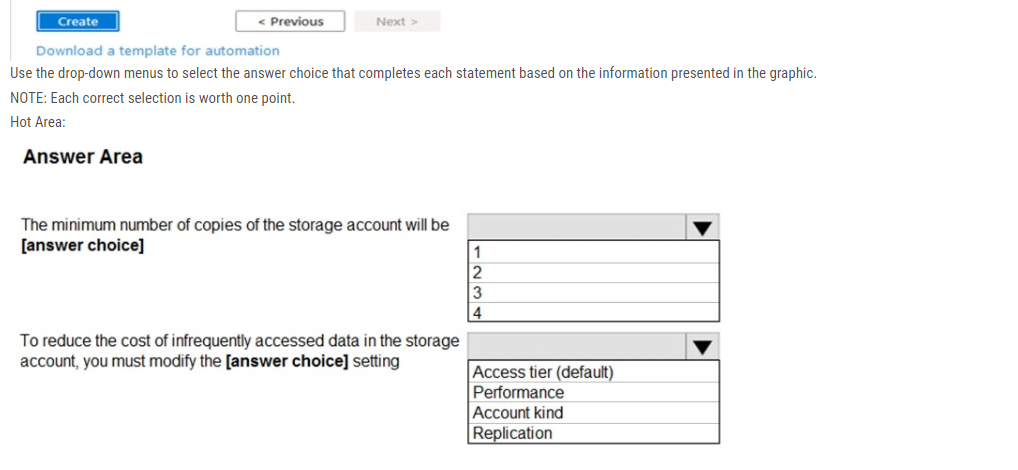 Create
< Previous
Next >
Download a template for automation
Use the drop-down menus to select the answer choice that completes each statement based on the information presented in the graphic.
NOTE: Each correct selection is worth one point.
Hot Area:
Answer Area
The minimum number of copies of the storage account will be
[answer choice]
1
2
3
4
To reduce the cost of infrequently accessed data in the storage
account, you must modify the [answer choice] setting
Access tier (default)
Performance
Account kind
Replication